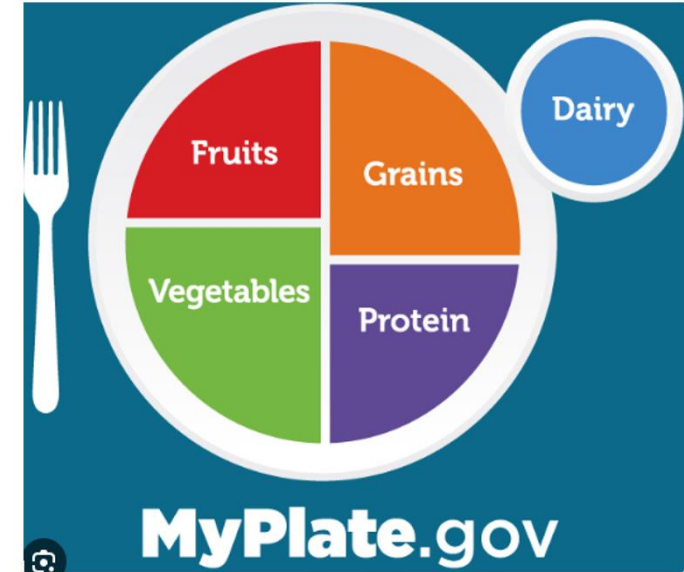 Fruits
Grains
Dairy
Vegetables
Protein
MyPlate.gov